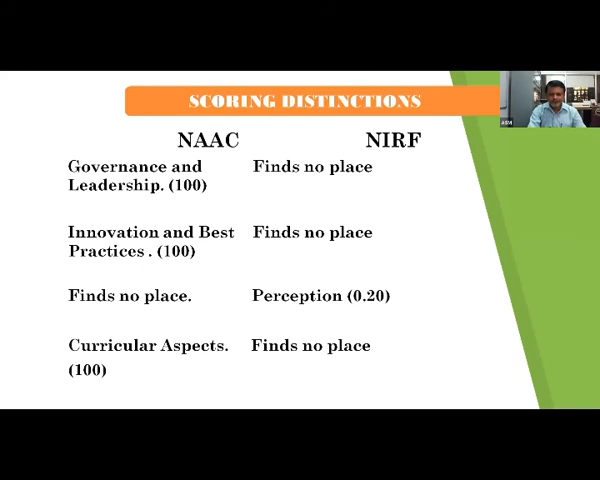 SCORING DISTINCTIONS
NAAC NIRF
Governance and Finds no place
Leadership. (100)
Innovation and Best Finds no place
Practices . (100)
Finds no place. Perception (0.20)
Curricular Aspects. Finds no place
(100)